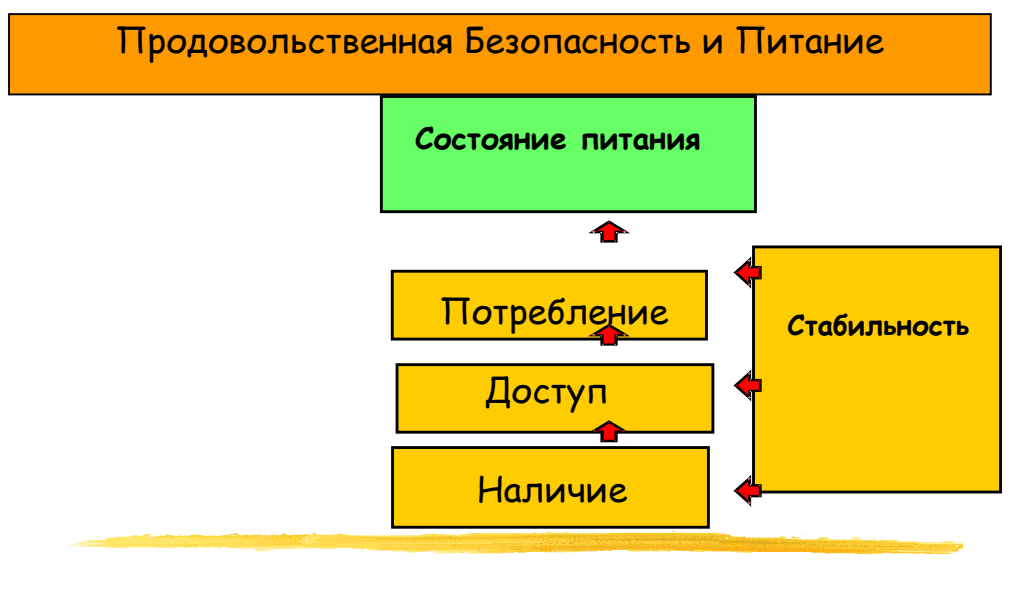 Продовольственная Безопасность и Питание
Состояние питания
Потребление
Стабильность
Доступ
Наличие